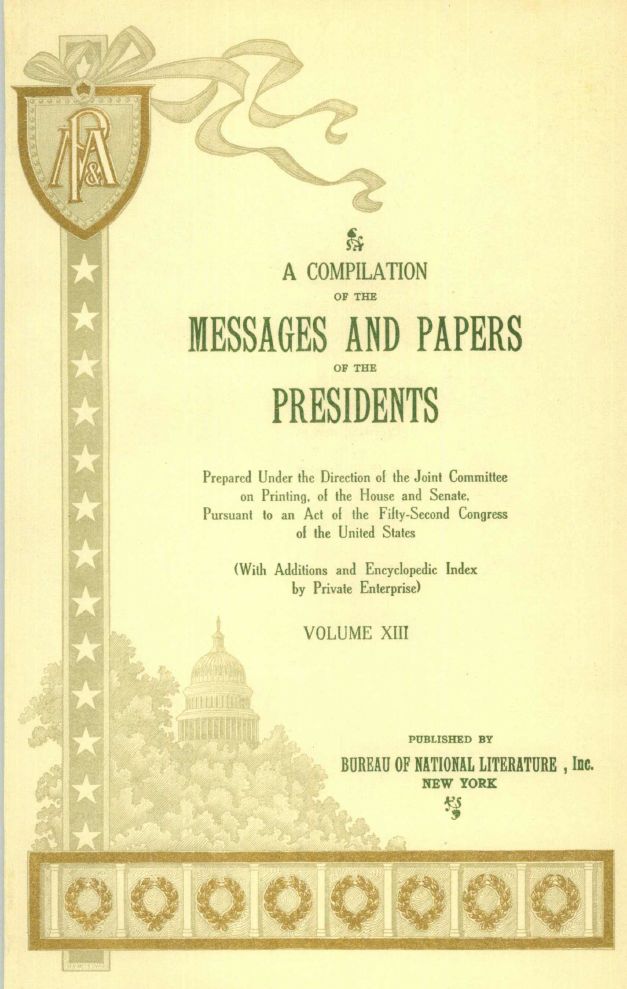 A COMPILATION
OF THE
MESSAGES AND PAPERS
OF THE
PRESIDENTS
Prepared Under the Direction of the Joint Committee
on Printing, of the House and Senate,
Pursuant to an Act of the Fifty-Second Congress
of the United States
(With Additions and Encyclopedic Index
by Private Enterprise)
VOLUME XIII
PUBLISHED BY
BUREAU OF NATIONAL LITERATURE , Inc.
NEW YORK